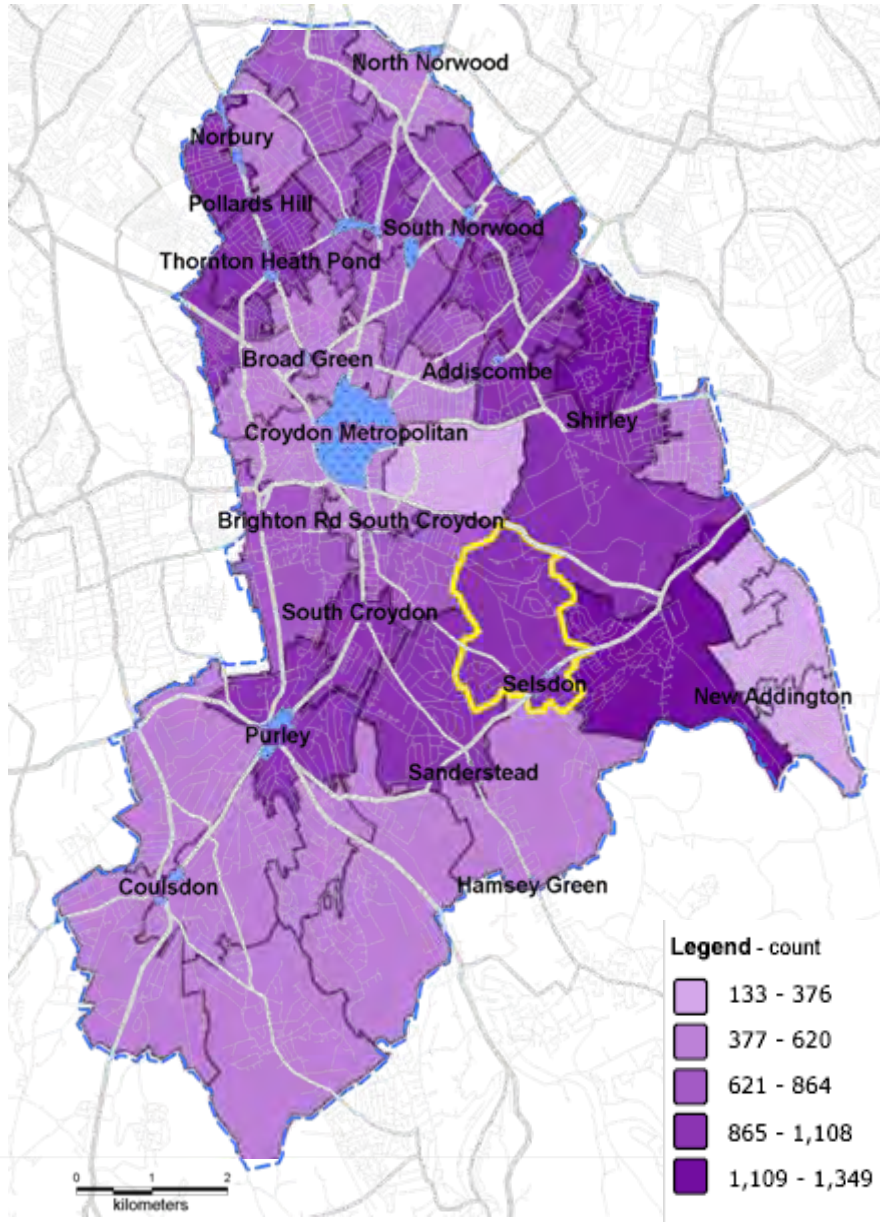 North Norwood
Norbury
Pollards Hill
South Norwood
Thornton Heath Pond
Broad Green
Addiscombe
Shirley
Croydon Metropolitan
Brighton Rd South Croydon
South Croydon
Selsdon
New Addington
Purley
Sanderstead
Coulsdon
Hamsey Green
Legend - count
133 - 376
377 - 620
621 - 864
865 - 1,108
1,109 - 1,349
0 1 2
kilometers